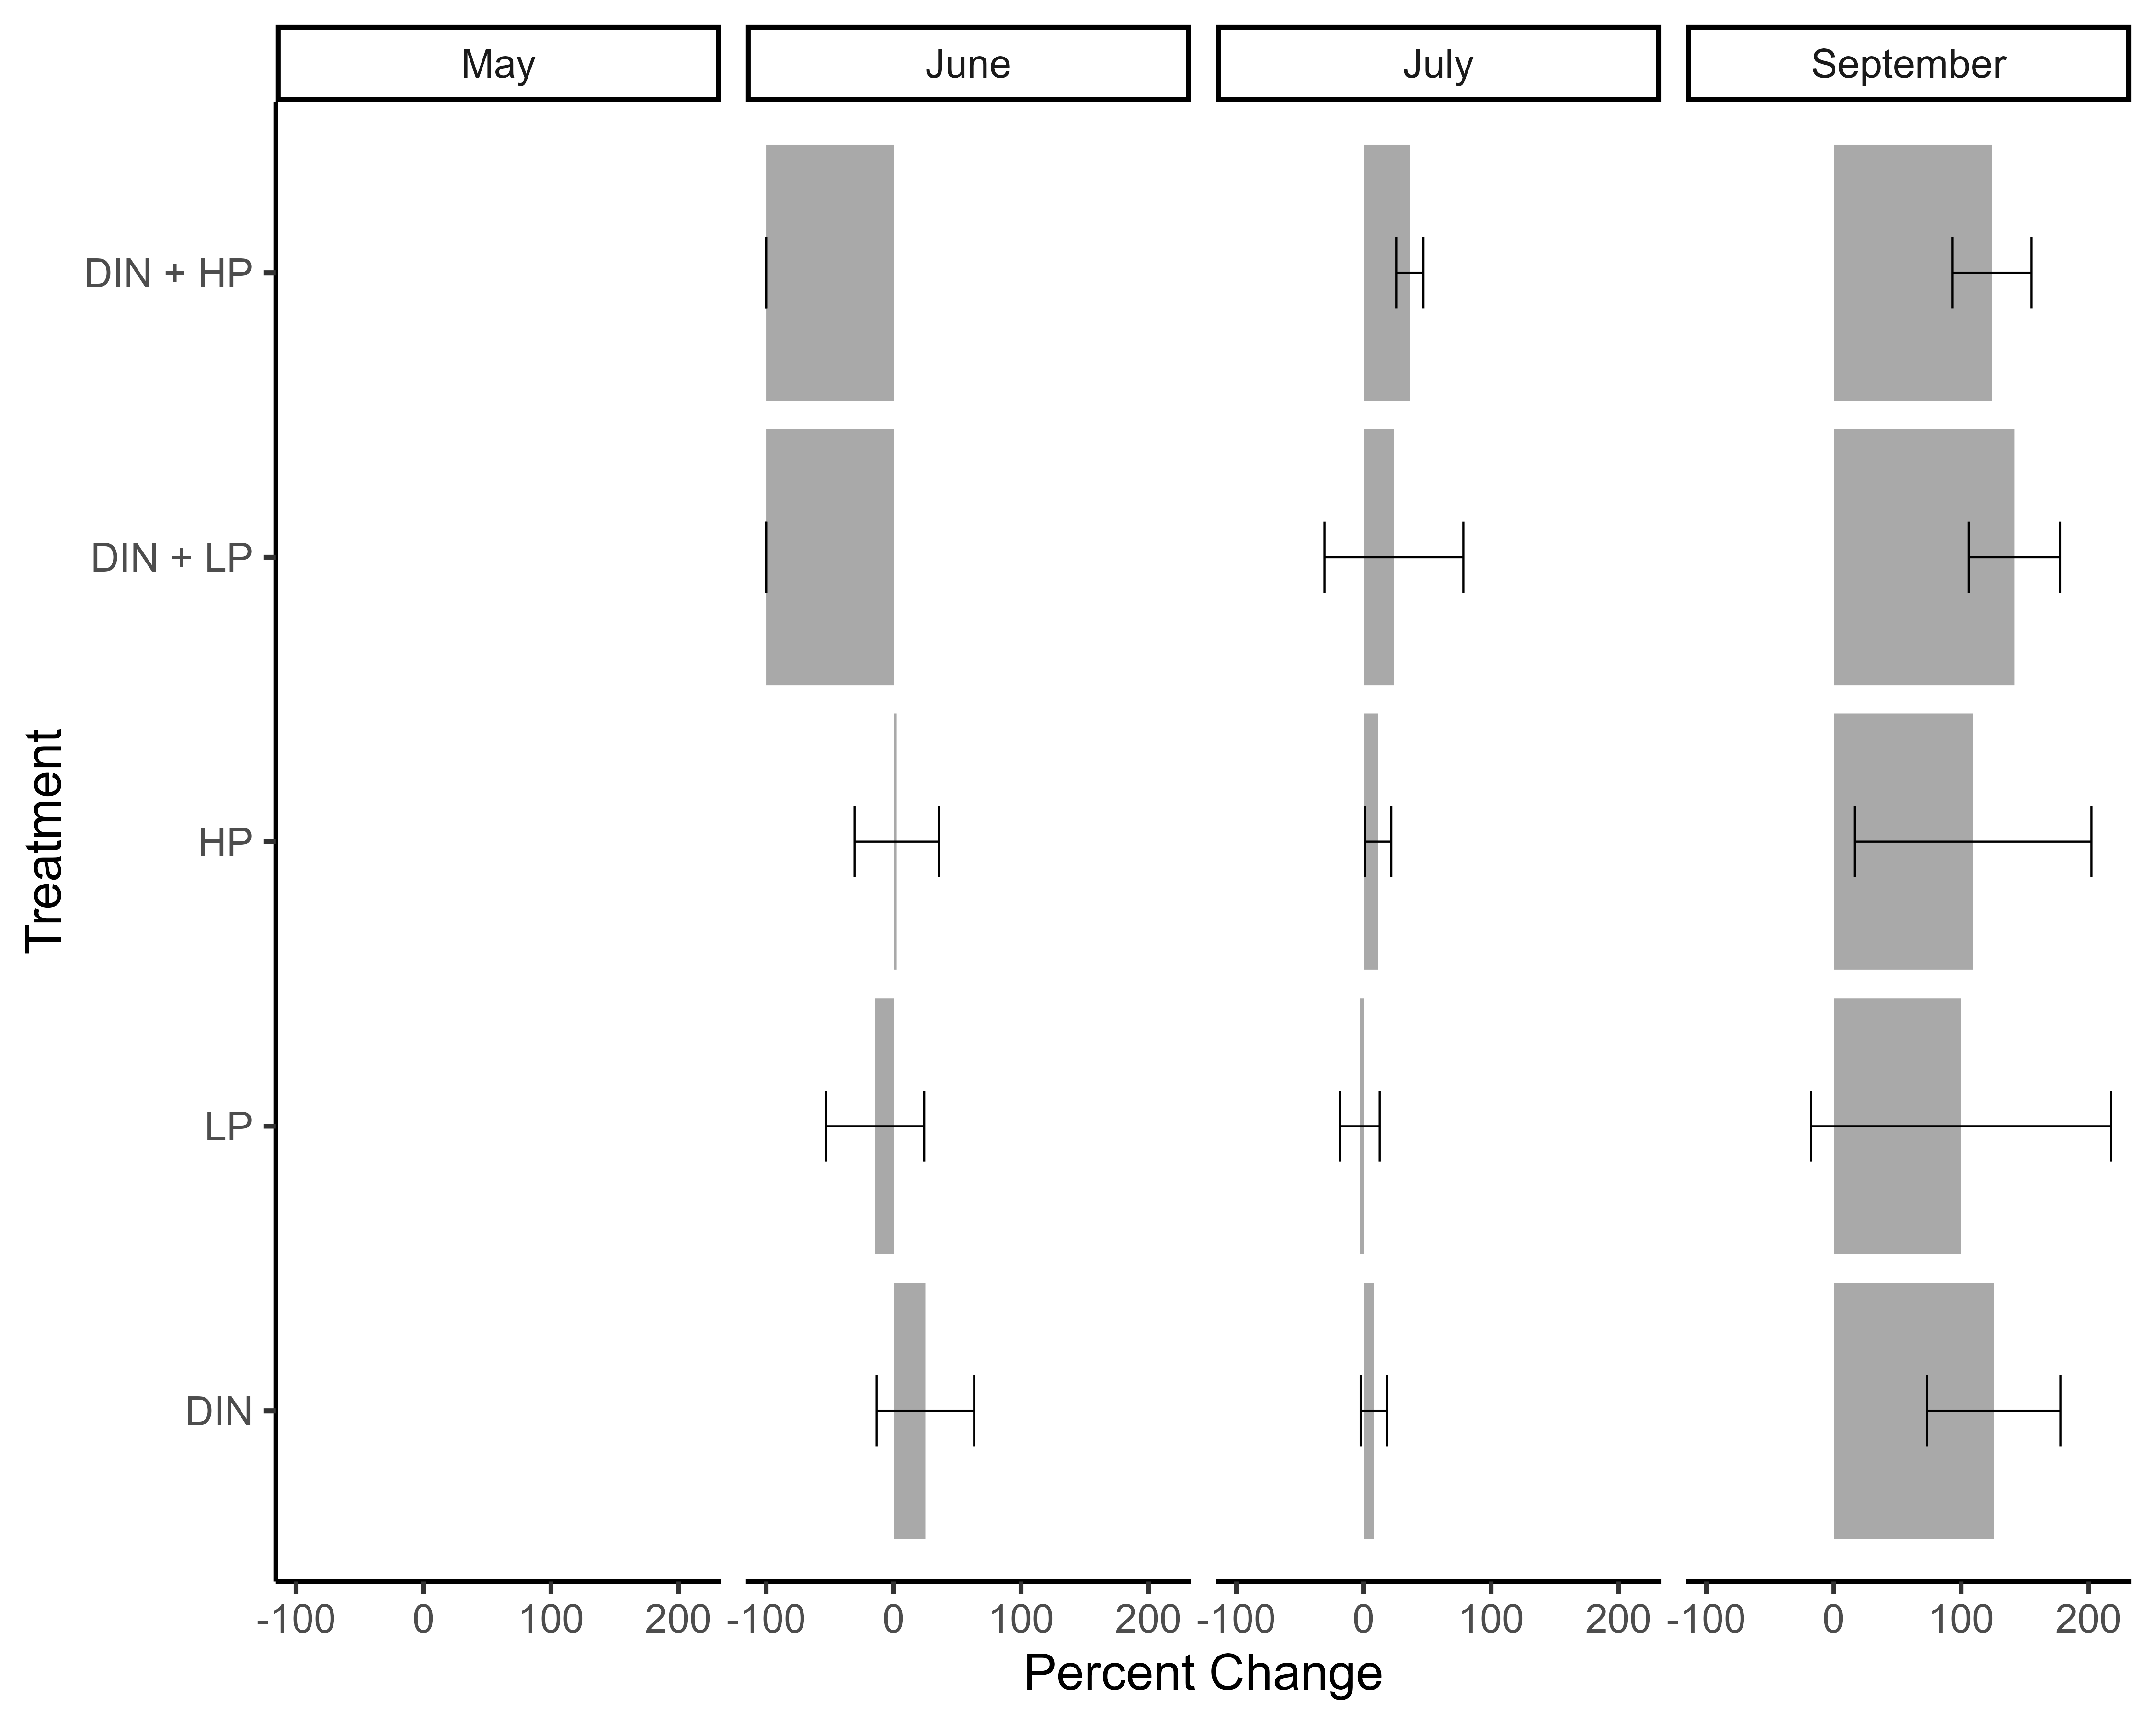 May June July September
DIN + HP
DIN + LP
HP
LP
DIN
Treatment
-100 0 100 200 -100 0 100 200 -100 0 100 200 -100 0 100 200
Percent Change